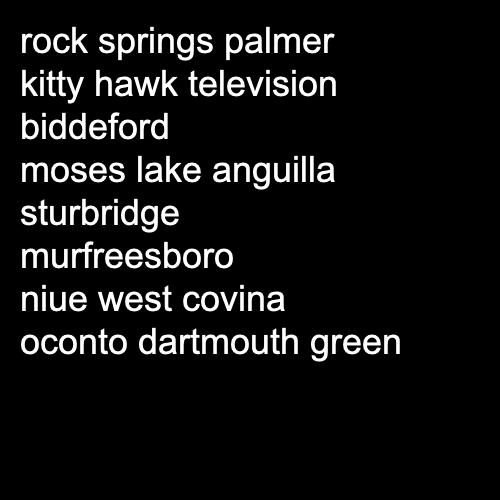 rock springs palmer
kitty hawk television
biddeford
moses lake anguilla
sturbridge
murfreesboro
niue west covina
oconto dartmouth green